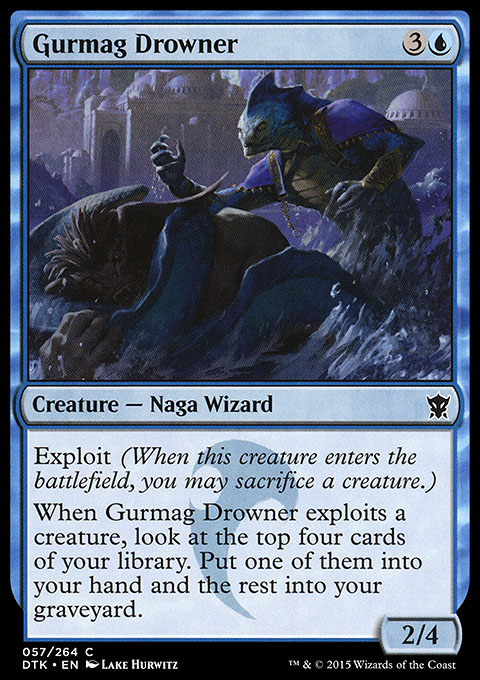 Gurmag Drowner 3
Creature — Naga Wizard
Exploit (When this creature enters the
battlefield, you may sacrifice a creature.)
When Gurmag Drowner exploits a
creature, look at the top four cards
of your library. Put one of them into
your hand and the rest into your
graveyard.
2/4
057/264 C
DTK • EN Lake Hurwitz
™ & © 2015 Wizards of the Coast